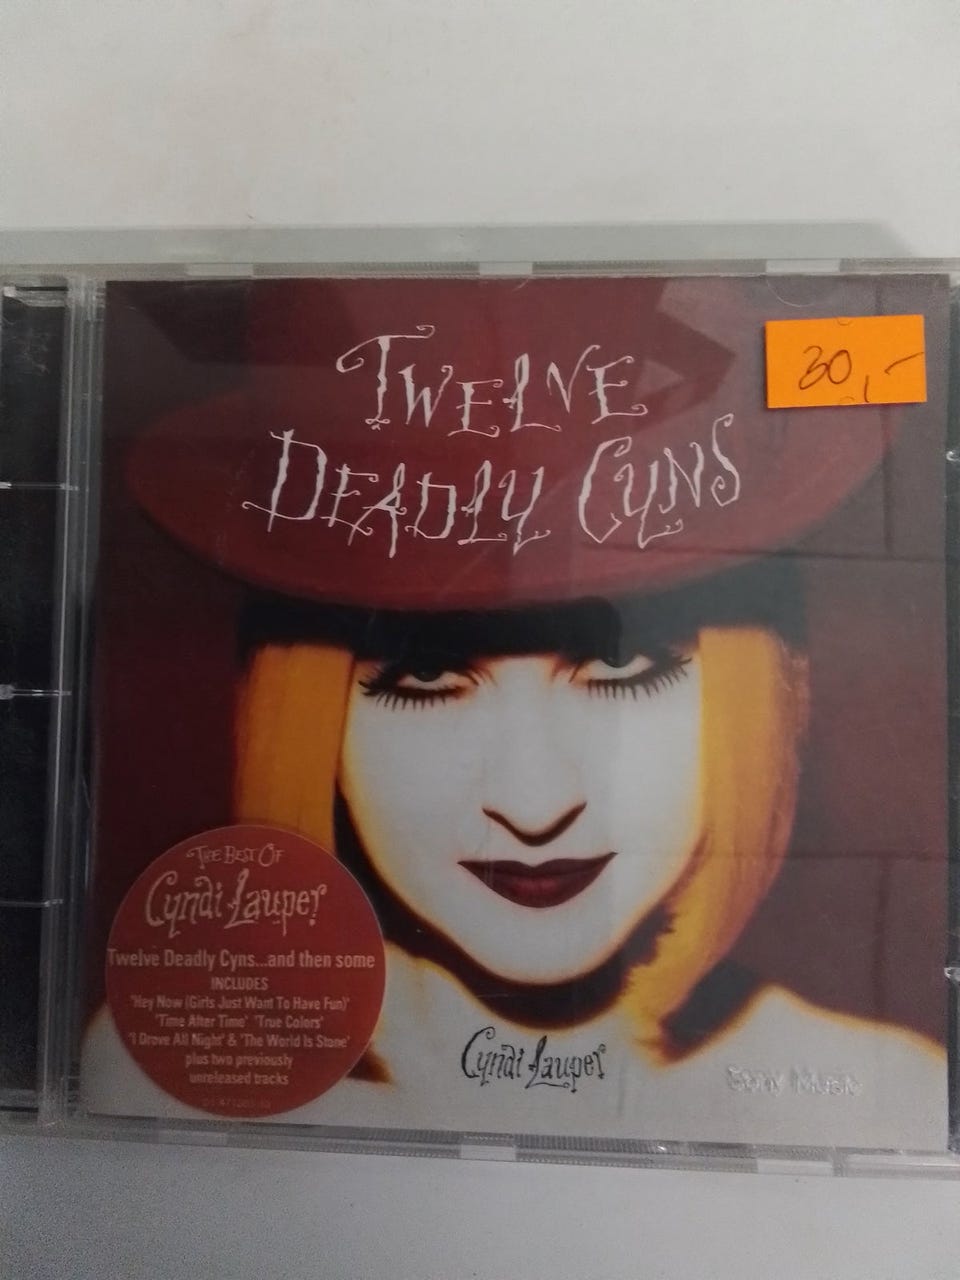 TWELVE
DEADLY CYNS
30,-
THE BEST OF
Cyndi Lauper
Twelve Deadly Cyns...and then some
INCLUDES
'Hey Now (Girls Just Want To Have Fun)'
'Time After Time' 'True Colors'
'I Drove All Night' & 'The World Is Stone'
plus two previously
unreleased tracks
Cyndi Lauper
Sony Music